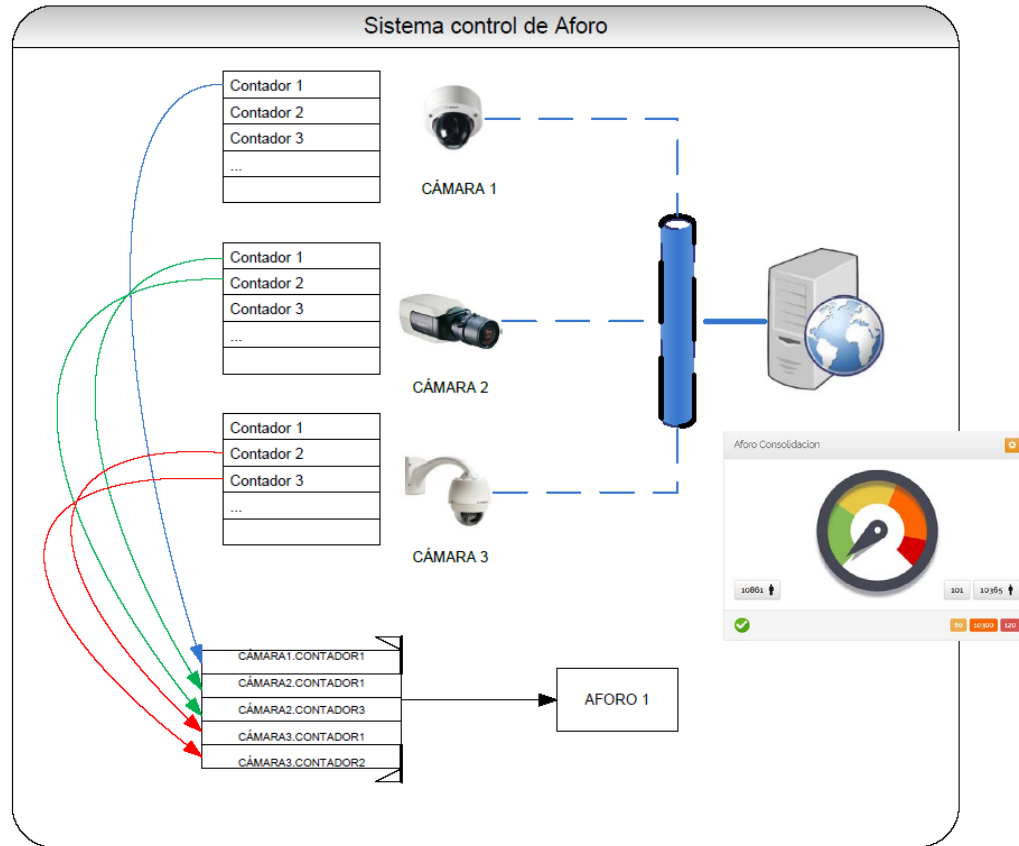 Sistema control de Aforo
Contador 1
Contador 2
Contador 3
...
CÁMARA 1
Contador 1
Contador 2
Contador 3
...
CÁMARA 2
Contador 1
Contador 2
Contador 3
...
CÁMARA 3
Aforo Consolidacion
10861
101
10365
80
10300
120
CÁMARA1.CONTADOR1
CÁMARA2.CONTADOR1
CÁMARA2.CONTADOR3
CÁMARA3.CONTADOR1
CÁMARA3.CONTADOR2
AFORO 1